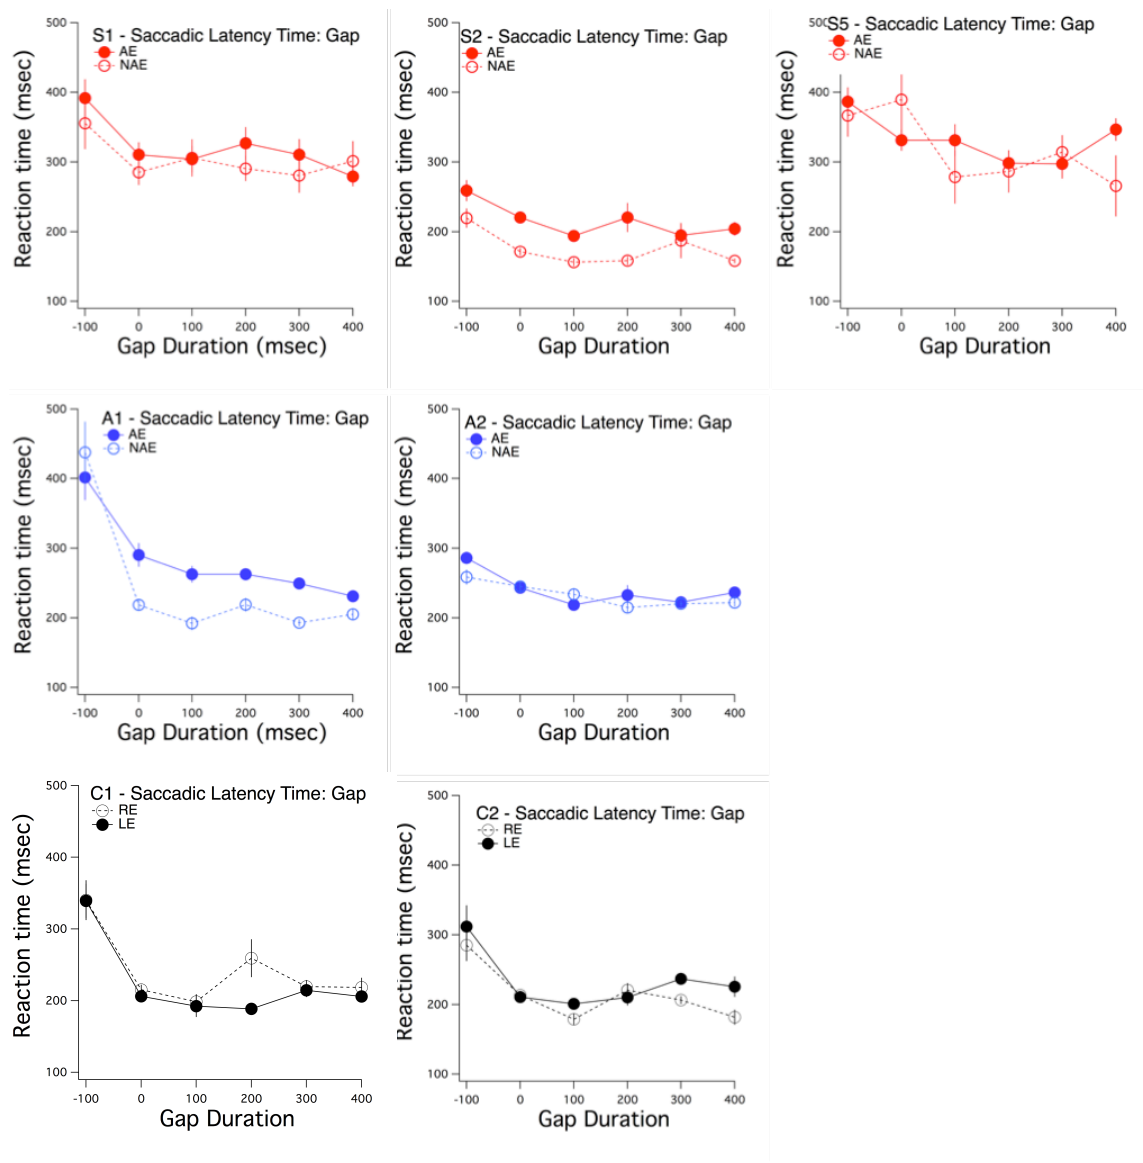 S1 - Saccadic Latency Time: Gap
AE
NAE
500
400
300
200
100
Reaction time (msec)
-100 0 100 200 300 400
Gap Duration (msec)
S2 - Saccadic Latency Time: Gap
AE
NAE
500
400
300
200
100
Reaction time (msec)
-100 0 100 200 300 400
Gap Duration
S5 - Saccadic Latency Time: Gap
AE
NAE
500
400
300
200
100
Reaction time (msec)
-100 0 100 200 300 400
Gap Duration
A1 - Saccadic Latency Time: Gap
AE
NAE
500
400
300
200
100
Reaction time (msec)
-100 0 100 200 300 400
Gap Duration (msec)
A2 - Saccadic Latency Time: Gap
AE
NAE
500
400
300
200
100
Reaction time (msec)
-100 0 100 200 300 400
Gap Duration
C1 - Saccadic Latency Time: Gap
RE
LE
500
400
300
200
100
Reaction time (msec)
-100 0 100 200 300 400
Gap Duration
C2 - Saccadic Latency Time: Gap
RE
LE
500
400
300
200
100
Reaction time (msec)
-100 0 100 200 300 400
Gap Duration